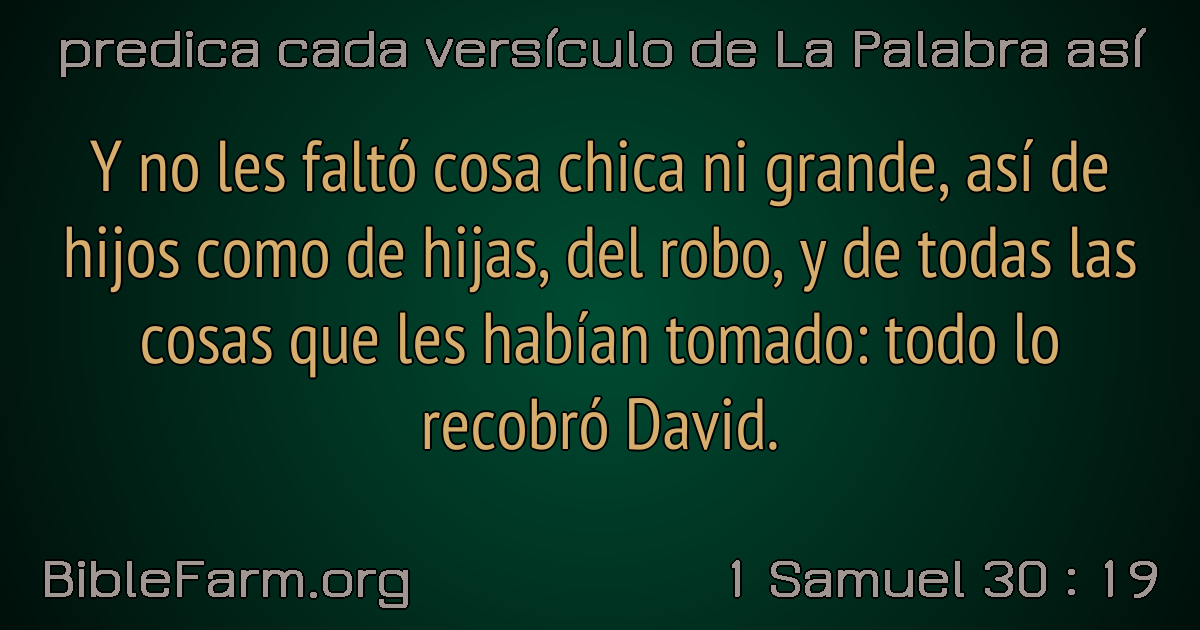 predica cada versículo de La Palabra así
Y no les faltó cosa chica ni grande, así de
hijos como de hijas, del robo, y de todas las
cosas que les habían tomado: todo lo
recobró David.
BibleFarm.org
1 Samuel 30 : 19